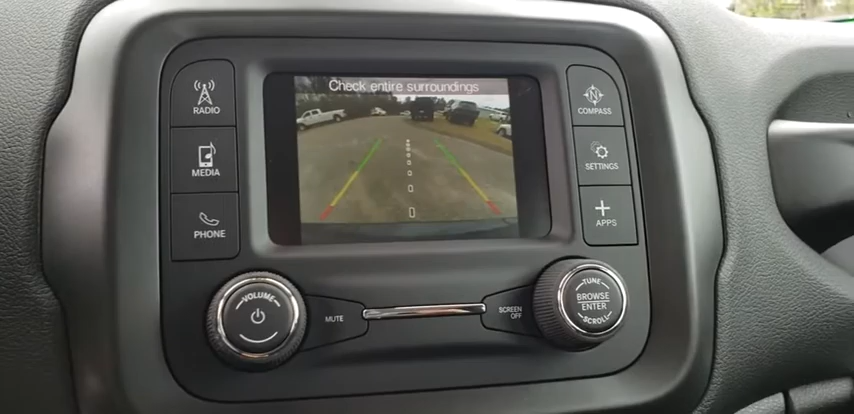 Check entire surroundings
RADIO
MEDIA
PHONE
N
COMPASS
SETTINGS
APPS
VOLUME
MUTE
SCREEN
OFF
TUNE
BROWSE
ENTER
SCROLL